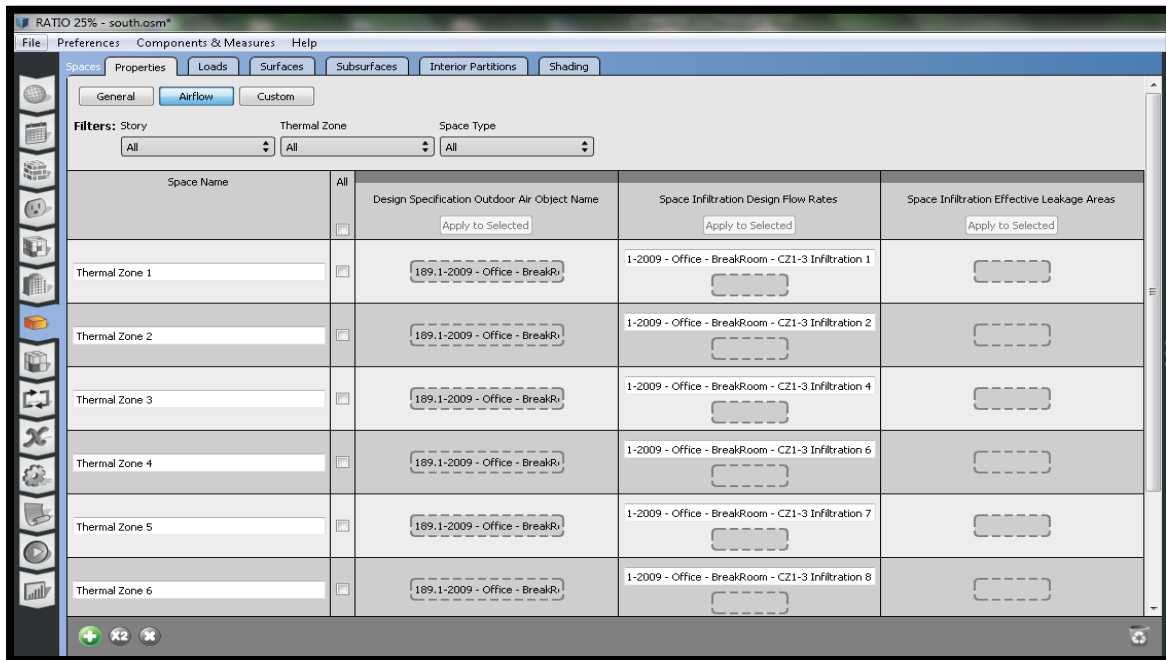 RATIO 25% - south.osm*
File Preferences Components & Measures Help
Spaces Properties Loads Surfaces Subsurfaces Interior Partitions Shading
General Airflow Custom
Filters: Story Thermal Zone Space Type
All All All
Space Name All
Design Specification Outdoor Air Object Name Space Infiltration Design Flow Rates Space Infiltration Effective Leakage Areas
Apply to Selected Apply to Selected Apply to Selected
1-2009 - Office - BreakRoom - CZ1-3 Infiltration 1
Thermal Zone 1 189.1-2009 - Office - BreakR
1-2009 - Office - BreakRoom - CZ1-3 Infiltration 2
Thermal Zone 2 189.1-2009 - Office - BreakR
1-2009 - Office - BreakRoom - CZ1-3 Infiltration 4
Thermal Zone 3 189.1-2009 - Office - BreakR
1-2009 - Office - BreakRoom - CZ1-3 Infiltration 6
Thermal Zone 4 189.1-2009 - Office - BreakR
1-2009 - Office - BreakRoom - CZ1-3 Infiltration 7
Thermal Zone 5 189.1-2009 - Office - BreakR
1-2009 - Office - BreakRoom - CZ1-3 Infiltration 8
Thermal Zone 6 189.1-2009 - Office - BreakR
X2